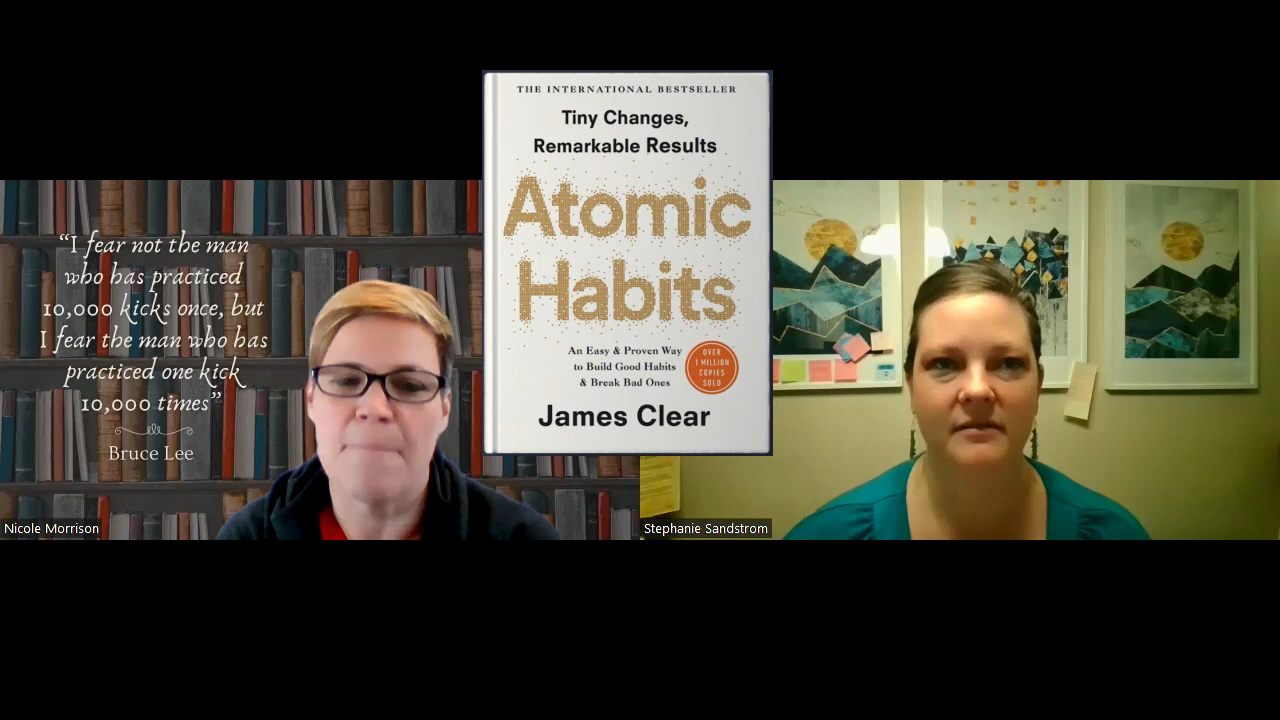 THE INTERNATIONAL BESTSELLER
Tiny Changes,
Remarkable Results
Atomic
Habits
An Easy & Proven Way
to Build Good Habits
& Break Bad Ones
OVER
1 MILLION
COPIES
SOLD
James Clear
“I fear not the man
who has practiced
10,000 kicks once, but
I fear the man who has
practiced one kick
10,000 times”
Bruce Lee
Nicole Morrison
Stephanie Sandstrom